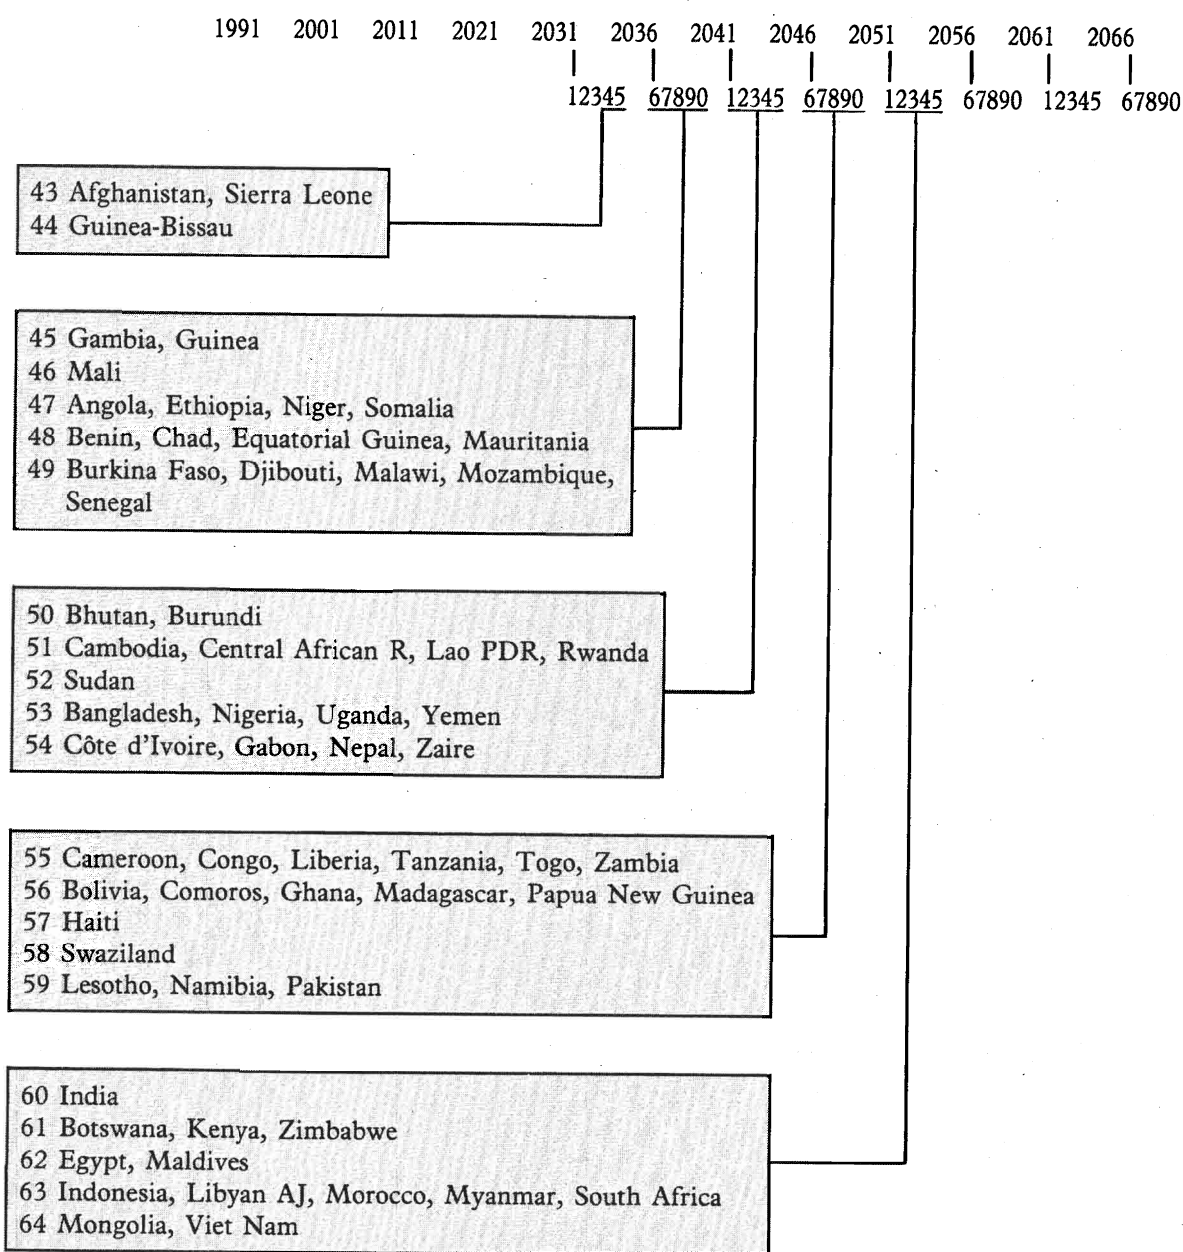 1991 2001 2011 2021 2031 2036 2041 2046 2051 2056 2061 2066
12345 67890 12345 67890 12345 67890 12345 67890
43 Afghanistan, Sierra Leone
44 Guinea-Bissau
45 Gambia, Guinea
46 Mali
47 Angola, Ethiopia, Niger, Somalia
48 Benin, Chad, Equatorial Guinea, Mauritania
49 Burkina Faso, Djibouti, Malawi, Mozambique,
Senegal
50 Bhutan, Burundi
51 Cambodia, Central African R, Lao PDR, Rwanda
52 Sudan
53 Bangladesh, Nigeria, Uganda, Yemen
54 Côte d'Ivoire, Gabon, Nepal, Zaire
55 Cameroon, Congo, Liberia, Tanzania, Togo, Zambia
56 Bolivia, Comoros, Ghana, Madagascar, Papua New Guinea
57 Haiti
58 Swaziland
59 Lesotho, Namibia, Pakistan
60 India
61 Botswana, Kenya, Zimbabwe
62 Egypt, Maldives
63 Indonesia, Libyan AJ, Morocco, Myanmar, South Africa
64 Mongolia, Viet Nam